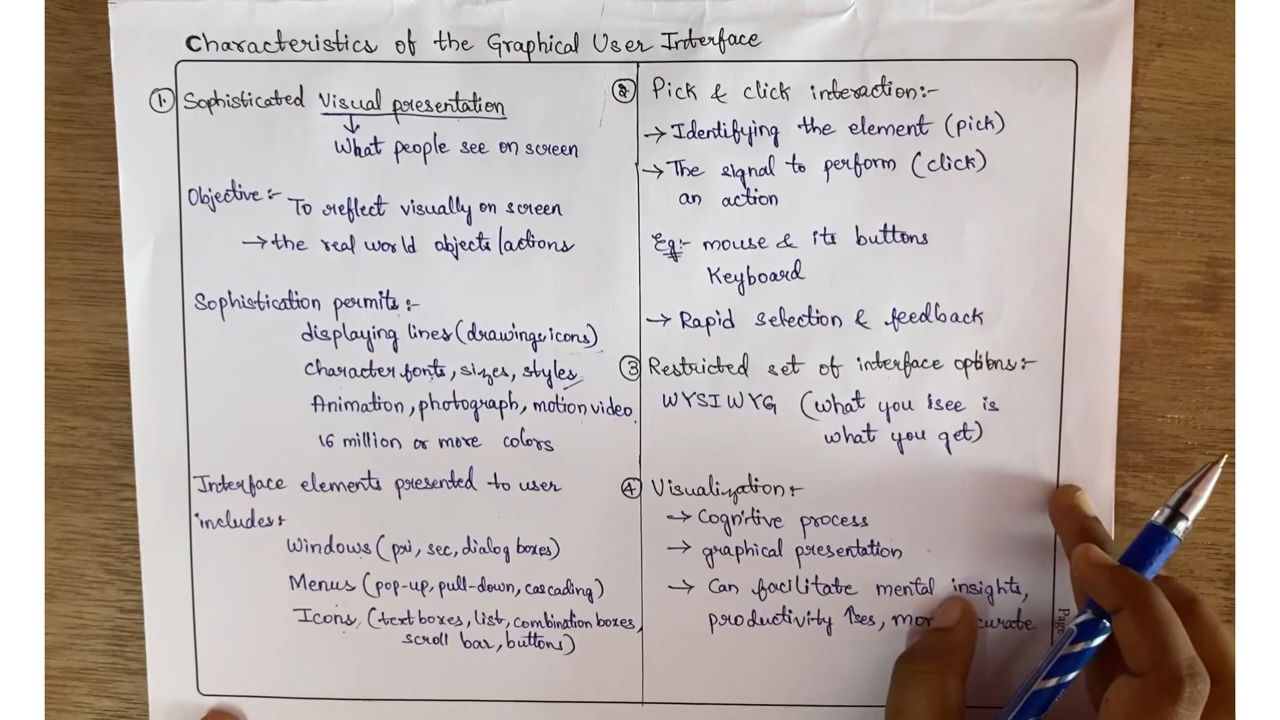 Characteristics of the Graphical User Interface
① Sophisticated Visual presentation
↓
What people see on screen
Objective:- To reflect visually on screen
→ the real world objects/actions
Sophistication permits:-
displaying lines (drawings, icons)
Character fonts, sizes, styles
Animation, photograph, motion video
16 million or more colors
Interface elements presented to user
includes:
Windows (pri, sec, dialog boxes)
Menus (pop-up, pull-down, cascading)
Icons (text boxes, list, combination boxes,
scroll bar, buttons)
② Pick & click interaction:-
→ Identifying the element (pick)
→ The signal to perform (click)
an action
Eg:- mouse & its buttons
Keyboard
→ Rapid selection & feedback
③ Restricted set of interface options:-
WYSIWYG (what you see is
what you get)
④ Visualization:-
→ Cognitive process
→ graphical presentation
→ Can facilitate mental insights,
productivity ↑ses,
Page